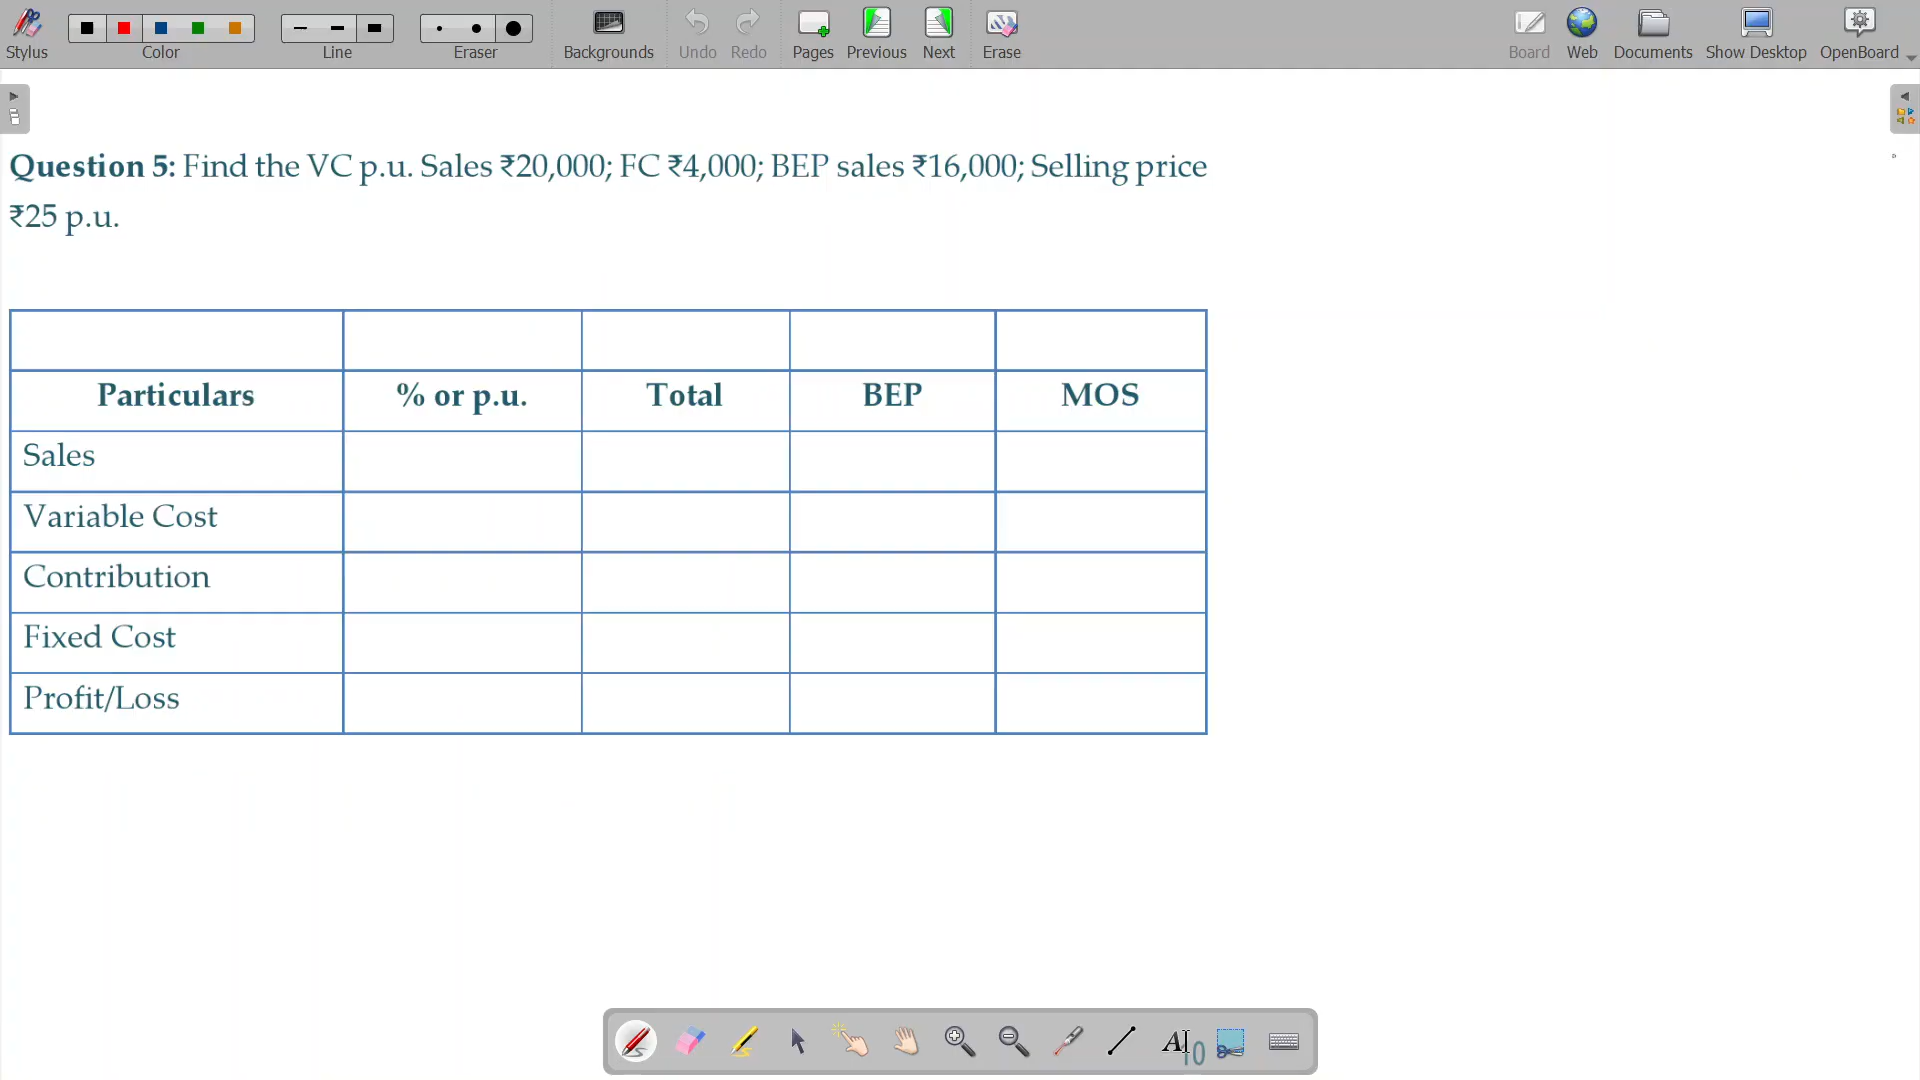 Stylus Color Line Eraser Backgrounds Undo Redo Pages Previous Next Erase Board Web Documents Show Desktop OpenBoard
Question 5: Find the VC p.u. Sales ₹20,000; FC ₹4,000; BEP sales ₹16,000; Selling price
₹25 p.u.
Particulars % or p.u. Total BEP MOS
Sales
Variable Cost
Contribution
Fixed Cost
Profit/Loss
10